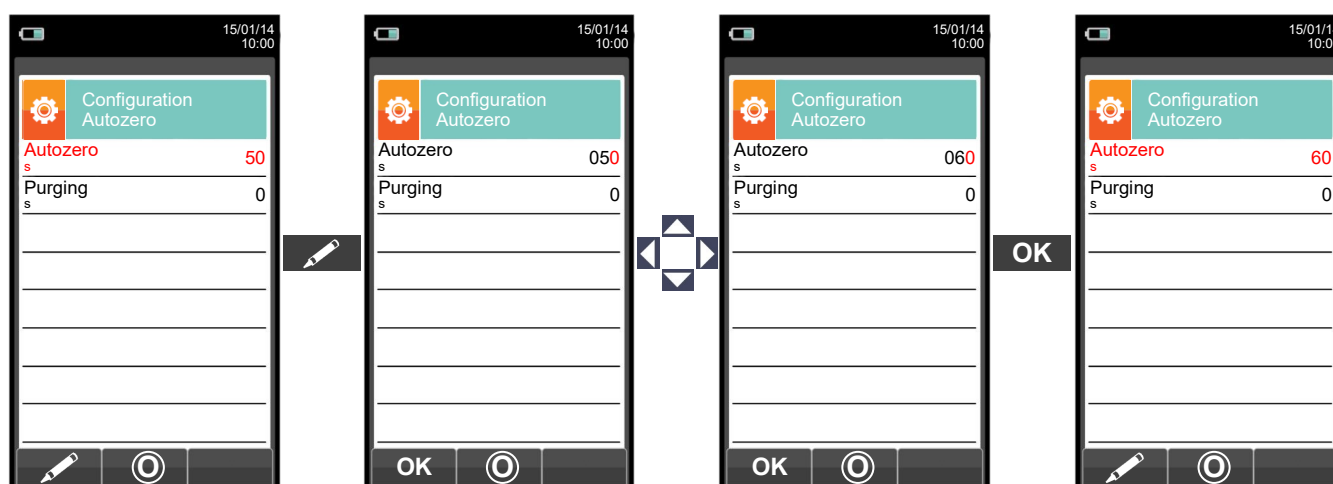 15/01/14
10:00
Configuration
Autozero
Autozero
s
50
Purging
s
0
O
15/01/14
10:00
Configuration
Autozero
Autozero
s
050
Purging
s
0
OK
O
15/01/14
10:00
Configuration
Autozero
Autozero
s
060
Purging
s
0
OK
O
OK
15/01/1
10:0
Configuration
Autozero
Autozero
s
60
Purging
s
0
O